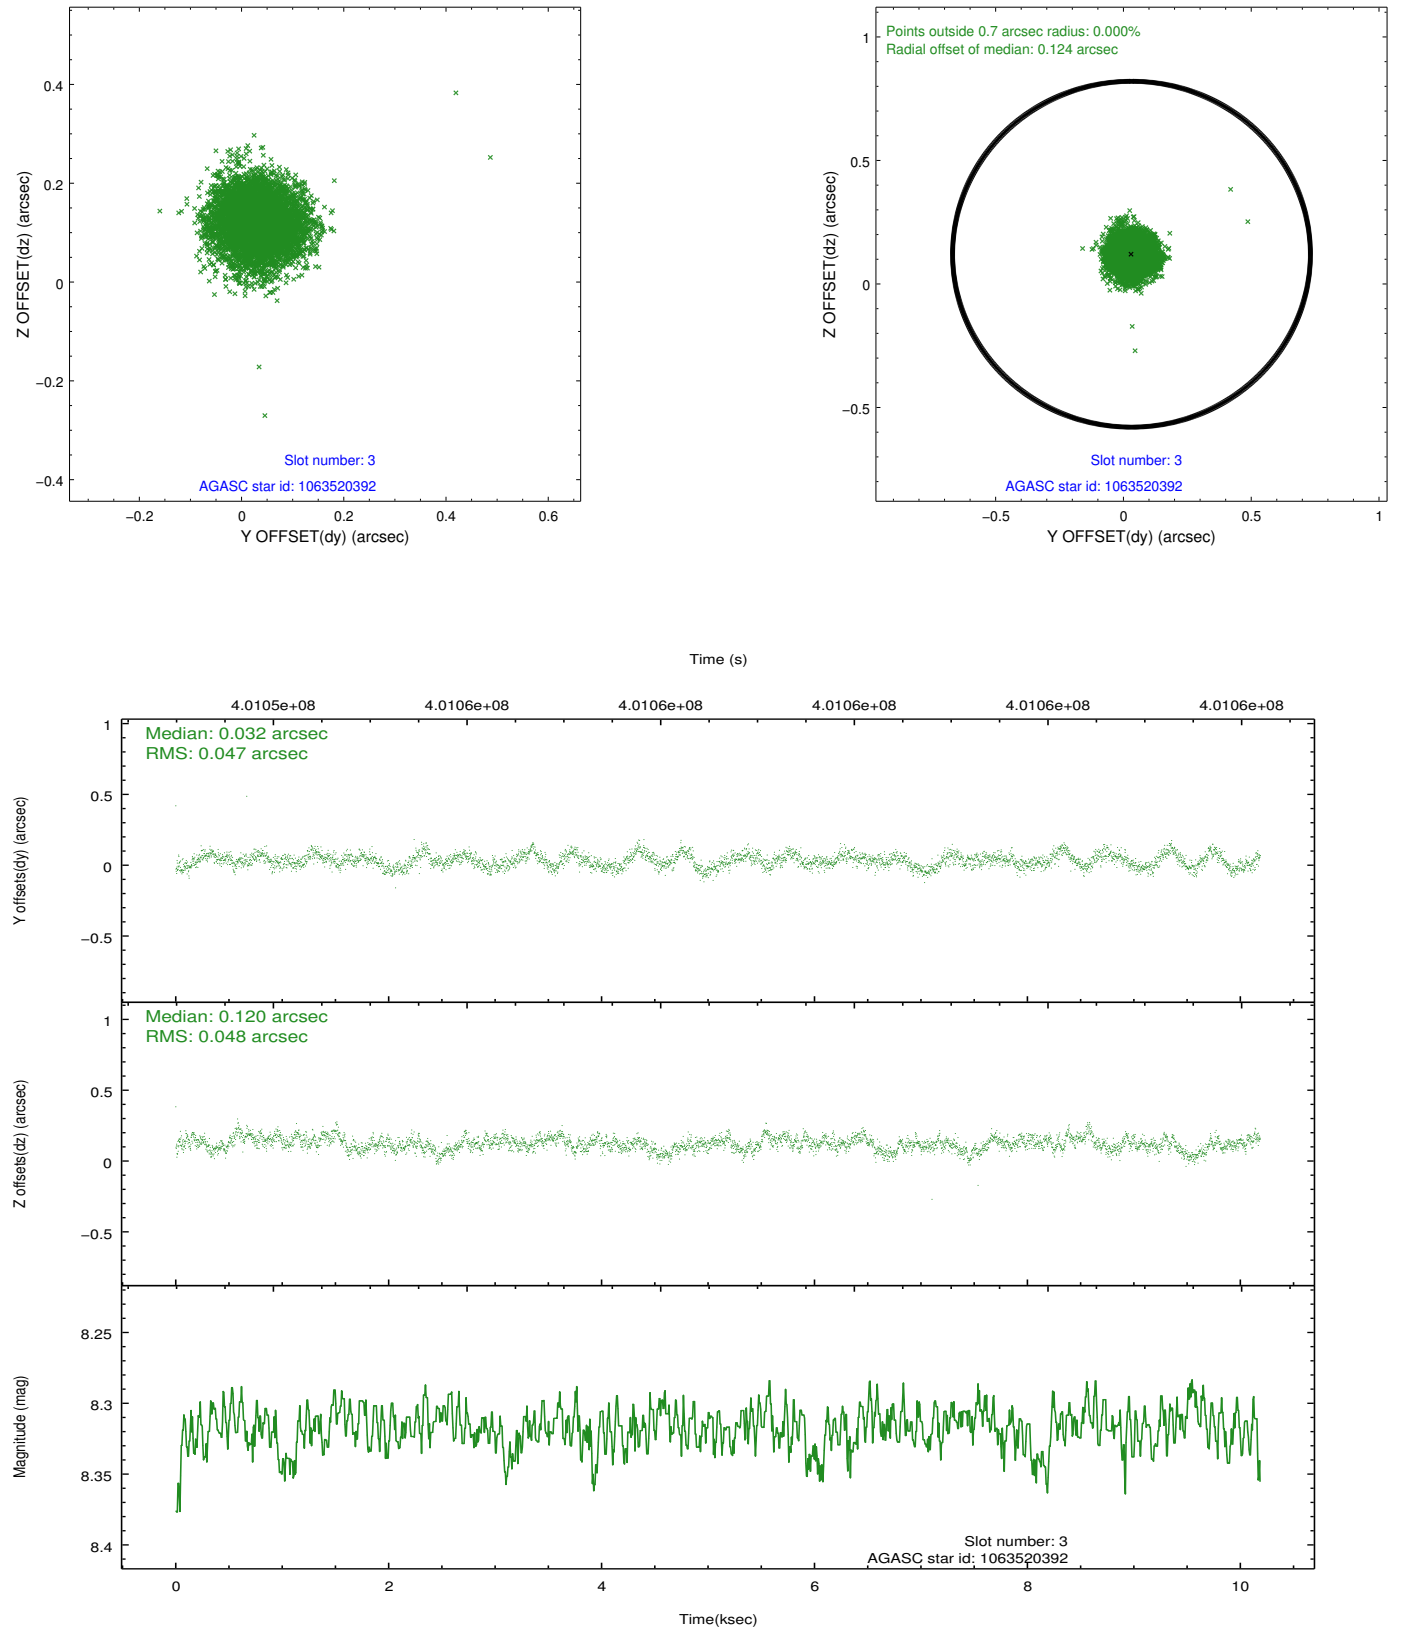 0.4
0.2
0
−0.2
−0.4
Z OFFSET(dz) (arcsec)
Slot number: 3
AGASC star id: 1063520392
−0.2 0 0.2 0.4 0.6
Y OFFSET(dy) (arcsec)
Points outside 0.7 arcsec radius: 0.000%
Radial offset of median: 0.124 arcsec
1
0.5
0
−0.5
Z OFFSET(dz) (arcsec)
Slot number: 3
AGASC star id: 1063520392
−0.5 0 0.5 1
Y OFFSET(dy) (arcsec)
Time (s)
4.0105e+08 4.0106e+08 4.0106e+08 4.0106e+08 4.0106e+08 4.0106e+08
Median: 0.032 arcsec
RMS: 0.047 arcsec
1
0.5
0
−0.5
Y offsets(dy) (arcsec)
Median: 0.120 arcsec
RMS: 0.048 arcsec
1
0.5
0
−0.5
Z offsets(dz) (arcsec)
8.25
8.3
8.35
8.4
Magnitude (mag)
Slot number: 3
AGASC star id: 1063520392
0 2 4 6 8 10
Time(ksec)